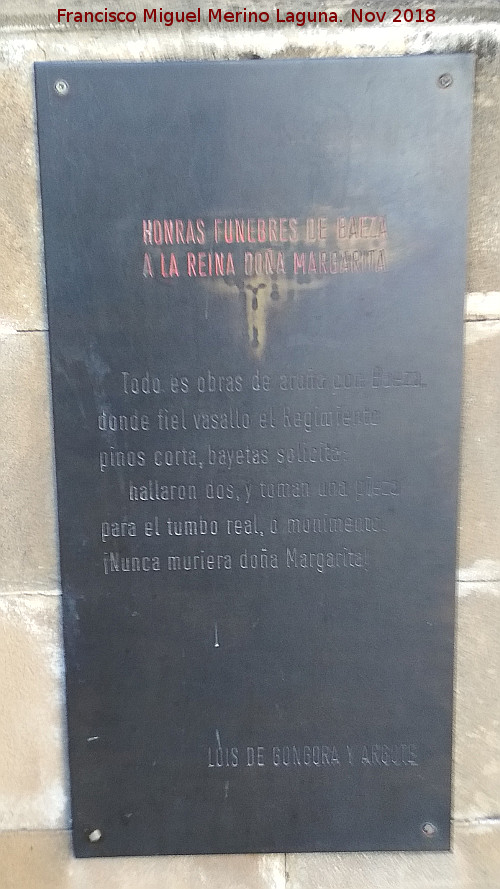 Francisco Miguel Merino Laguna. Nov 2018
HONRAS FUNEBRES DE BAEZA
A LA REINA DOÑA MARGARITA
Todo es obras de araña con Baeza,
donde fiel vasallo el Regimiento
pinos corta, bayetas solicita:
hallaron dos, y toman una pieza
para el tumbo real, o monimento.
¡Nunca muriera doña Margarita!
LUIS DE GONGORA Y ARGOTE